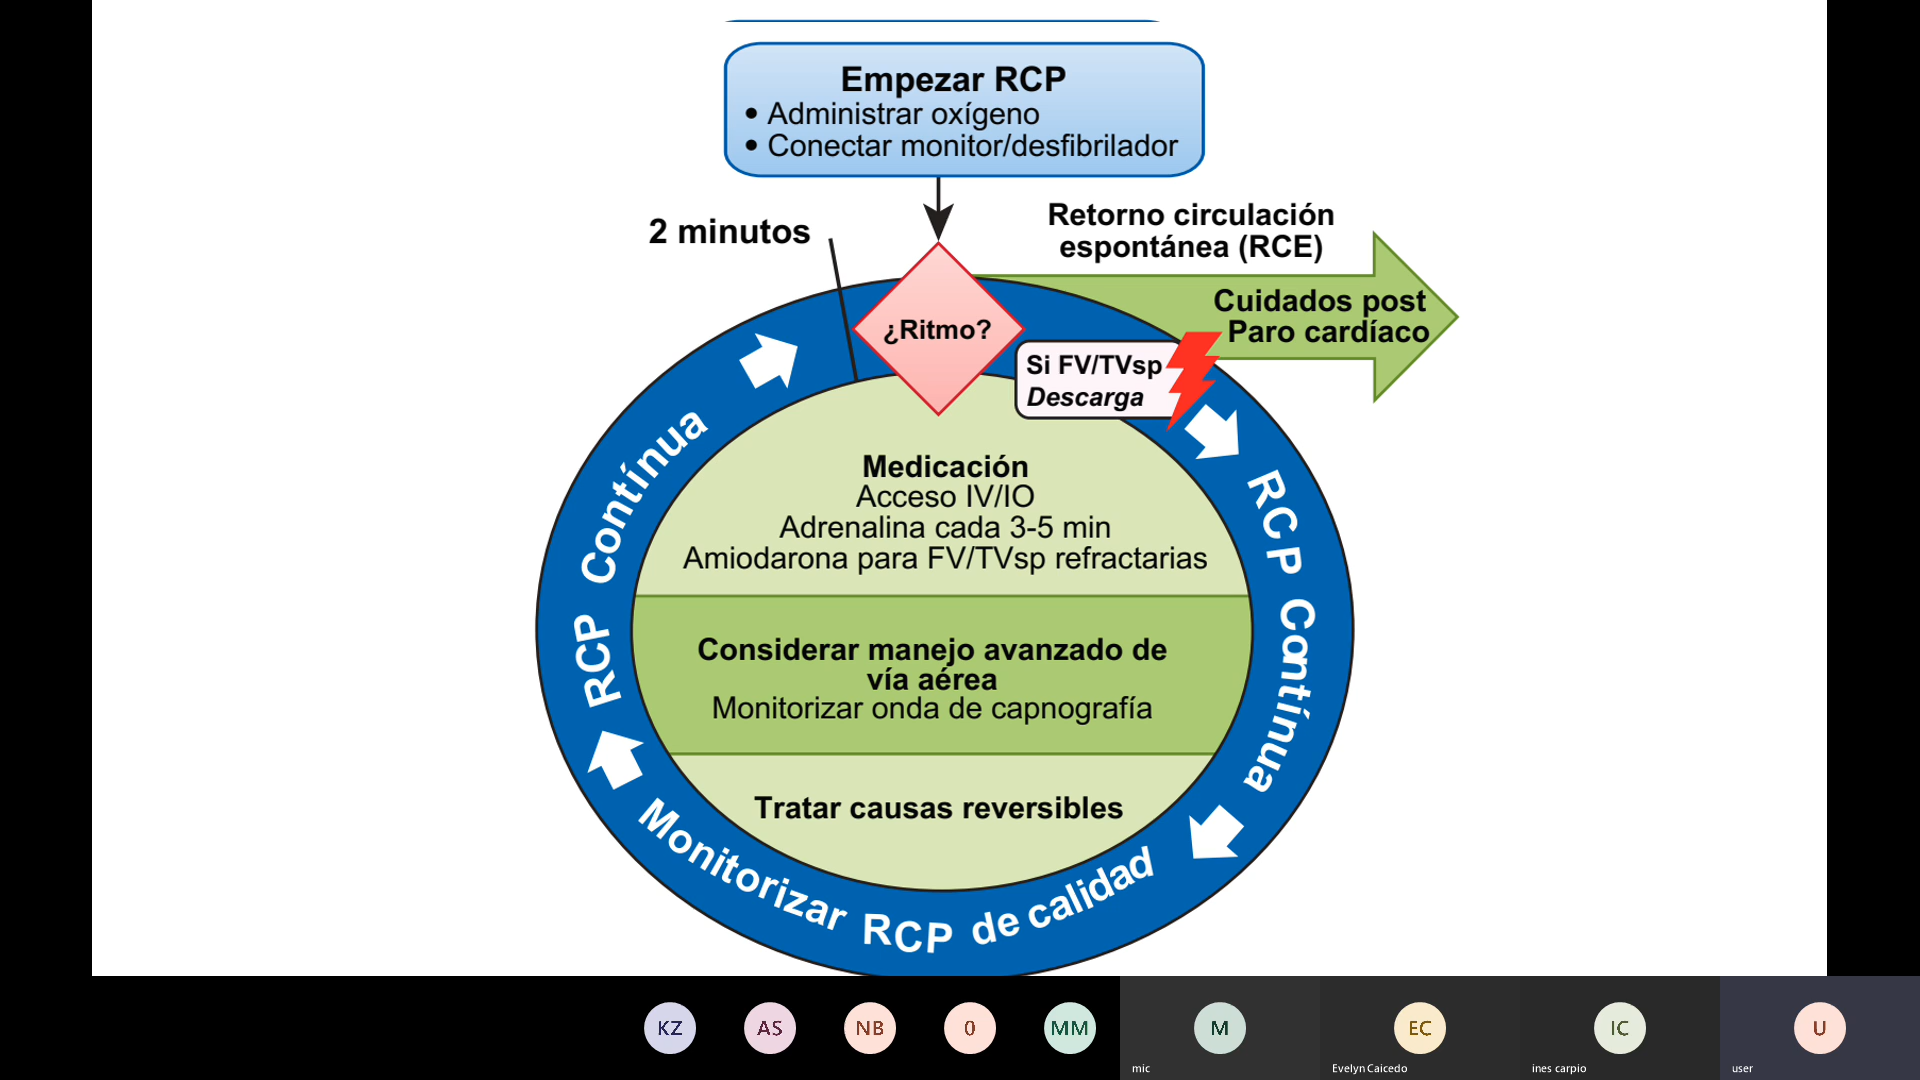 Empezar RCP
• Administrar oxígeno
• Conectar monitor/desfibrilador
2 minutos
Retorno circulación
espontánea (RCE)
Cuidados post
Paro cardíaco
¿Ritmo?
Si FV/TVsp
Descarga
RCP Contínua
RCP Contínua
Monitorizar RCP de calidad
Medicación
Acceso IV/IO
Adrenalina cada 3-5 min
Amiodarona para FV/TVsp refractarias
Considerar manejo avanzado de
vía aérea
Monitorizar onda de capnografía
Tratar causas reversibles
KZ
AS
NB
0
MM
M
EC
IC
U
mic
Evelyn Caicedo
ines carpio
user